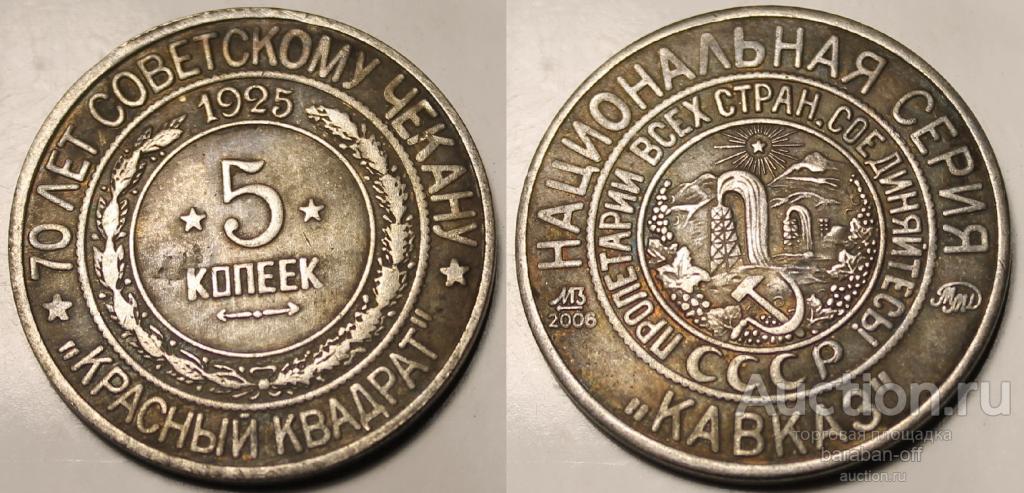 70 ЛЕТ СОВЕТСКОМУ ЧЕКАНУ
1925
5
КОПЕЕК
"КРАСНЫЙ КВАДРАТ"
НАЦИОНАЛЬНАЯ СЕРИЯ
ПРОЛЕТАРИИ ВСЕХ СТРАН. СОЕДИНЯЙТЕСЬ!
СССР
МЗ
2006
ММД
"КАВКАЗ"
Auction.ru
торговая площадка
baraban-off
auction.ru